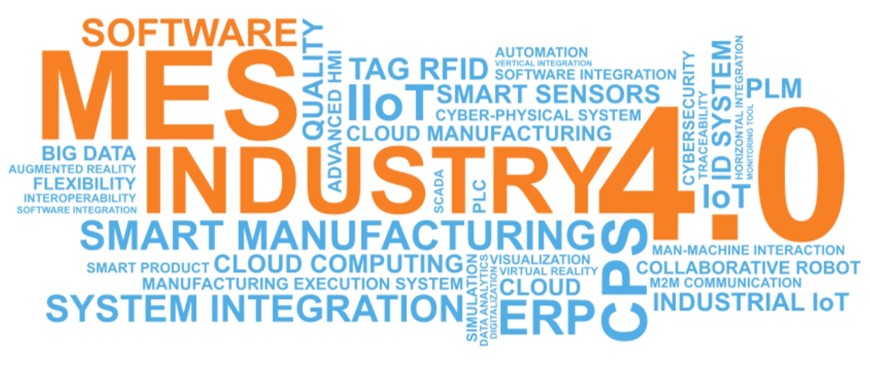 SOFTWARE
MES
QUALITY
ADVANCED HMI
TAG RFID
AUTOMATION
VERTICAL INTEGRATION
SOFTWARE INTEGRATION
IIoT
SMART SENSORS
CYBER-PHYSICAL SYSTEM
CLOUD MANUFACTURING
CYBERSECURITY
TRACEABILITY
ID SYSTEM
HORIZONTAL INTEGRATION
MONITORING TOOL
PLM
BIG DATA
AUGMENTED REALITY
FLEXIBILITY
INTEROPERABILITY
SOFTWARE INTEGRATION
INDUSTRY 4.0
SCADA
PLC
IoT
SMART MANUFACTURING
CPS
SMART PRODUCT
CLOUD COMPUTING
MANUFACTURING EXECUTION SYSTEM
SYSTEM INTEGRATION
SIMULATION
DATA ANALYTICS
DIGITALIZATION
VISUALIZATION
VIRTUAL REALITY
CLOUD
ERP
MAN-MACHINE INTERACTION
COLLABORATIVE ROBOT
M2M COMMUNICATION
INDUSTRIAL IoT